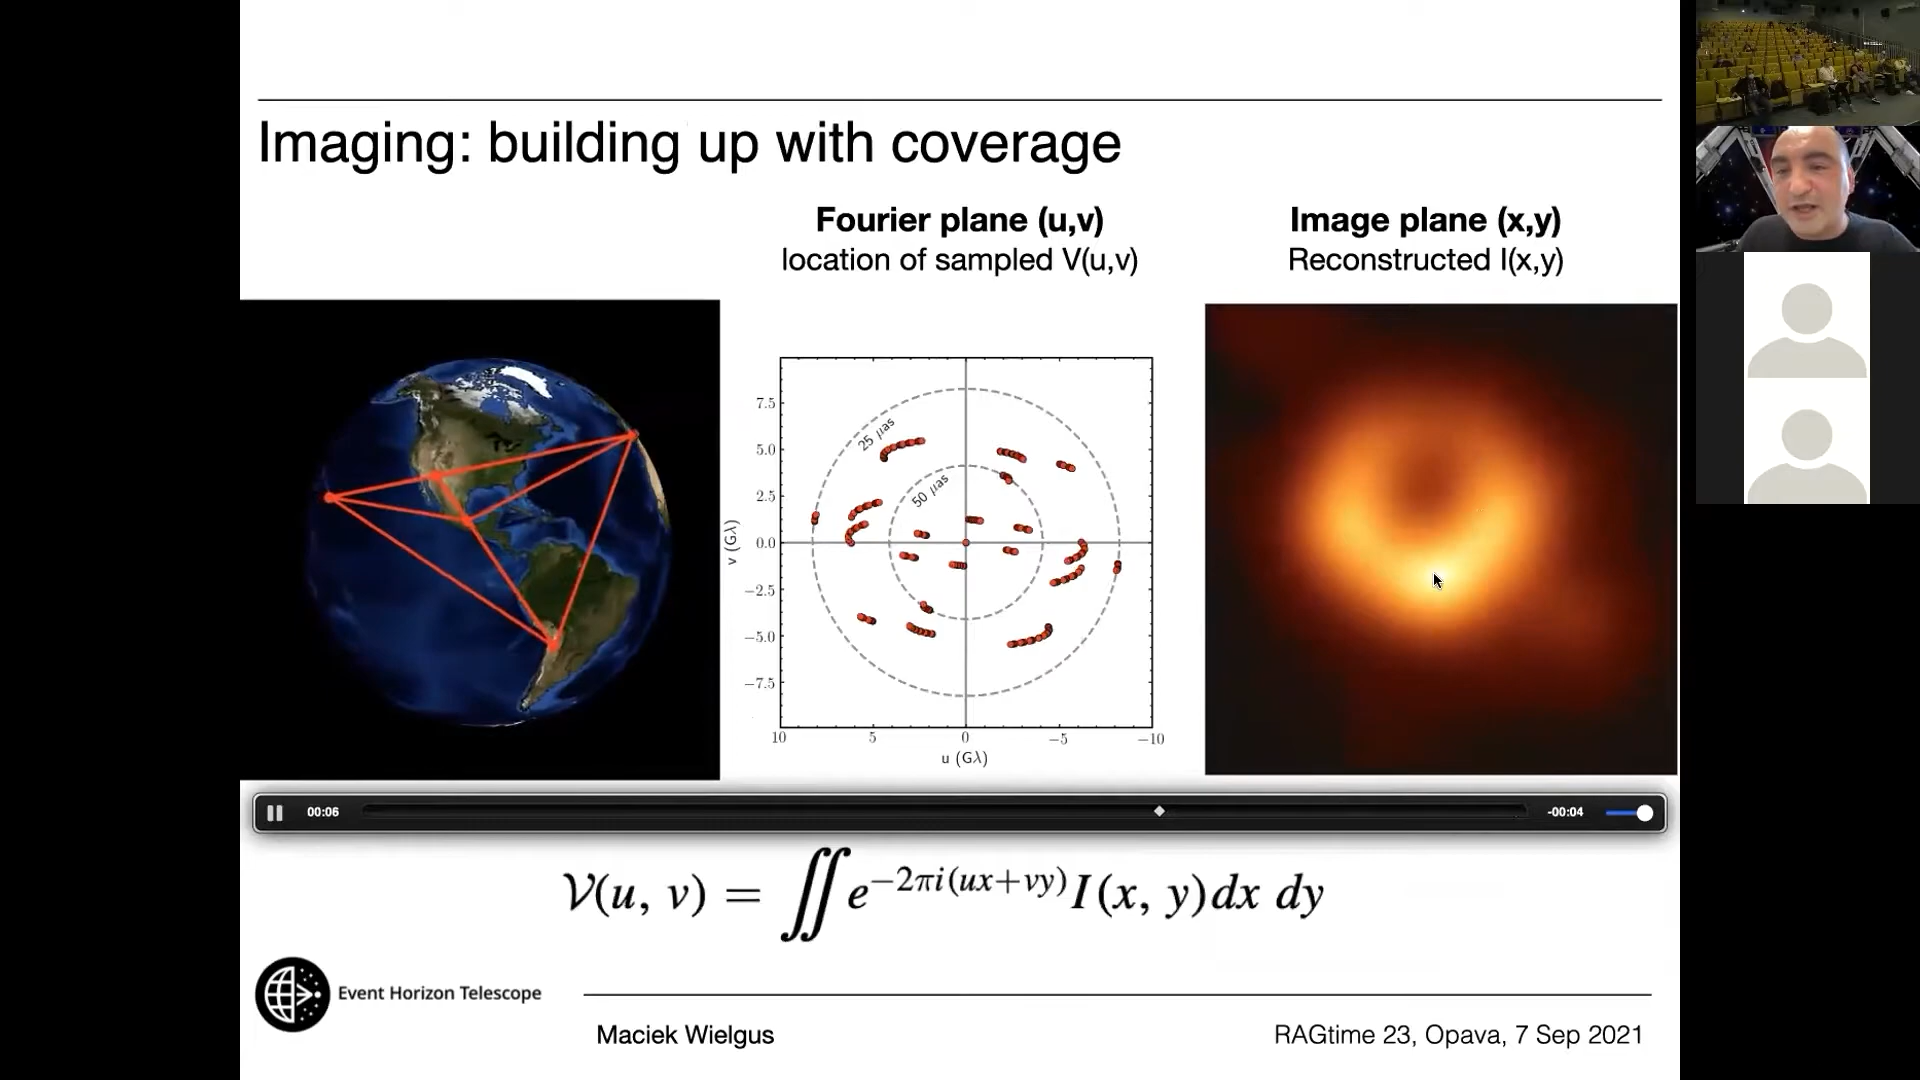 Imaging: building up with coverage
Fourier plane (u,v)
location of sampled V(u,v)
Image plane (x,y)
Reconstructed I(x,y)
25 μas
50 μas
7.5
5.0
2.5
0.0
−2.5
−5.0
−7.5
v (Gλ)
10 5 0 −5 −10
u (Gλ)
00:06
-00:04
𝒱(u, v) = ∬ e^{−2πi(ux+vy)} I(x, y)dx dy
Event Horizon Telescope
Maciek Wielgus
RAGtime 23, Opava, 7 Sep 2021